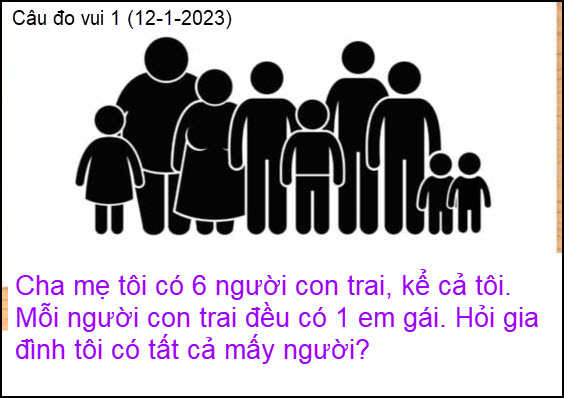 Câu đo vui 1 (12-1-2023)
Cha mẹ tôi có 6 người con trai, kể cả tôi.
Mỗi người con trai đều có 1 em gái. Hỏi gia
đình tôi có tất cả mấy người?